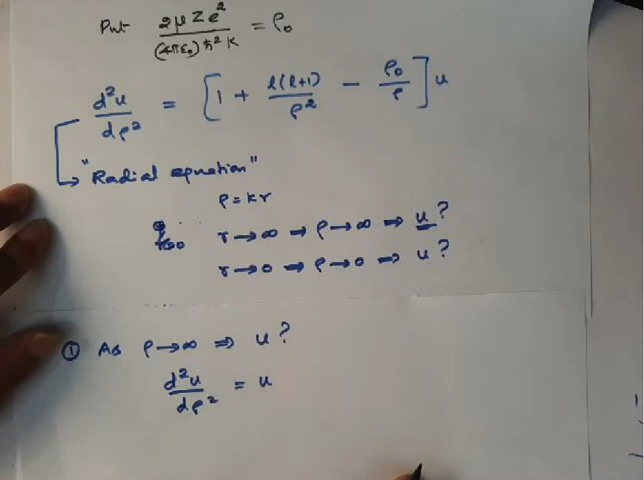 Put 2μZe²/(4πε₀)ħ²K = ρ₀
d²u/dρ² = [1 + l(l+1)/ρ² − ρ₀/ρ] u
"Radial equation"
ρ = kr
r → ∞ → ρ → ∞ ⇒ u?
r → 0 → ρ → 0 ⇒ u?
① As ρ → ∞ ⇒ u?
d²u/dρ² = u